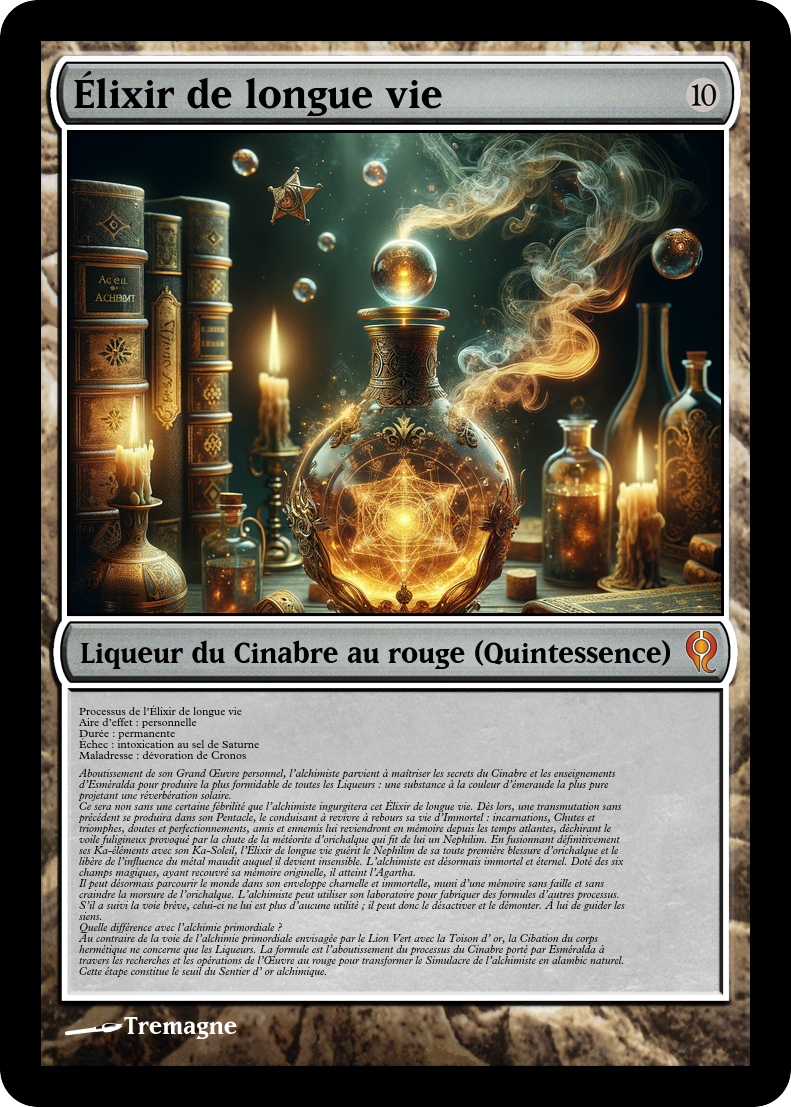 Élixir de longue vie
10
Liqueur du Cinabre au rouge (Quintessence)
Processus de l'Élixir de longue vie
Aire d'effet : personnelle
Durée : permanente
Échec : intoxication au sel de Saturne
Maladresse : dévoration de Cronos
Aboutissement de son Grand Œuvre personnel, l'alchimiste parvient à maîtriser les secrets du Cinabre et les enseignements
d'Esméralda pour produire la plus formidable de toutes les Liqueurs : une substance à la couleur d'émeraude la plus pure
projetant une réverbération solaire.
Ce sera non sans une certaine fébrilité que l'alchimiste ingurgitera cet Élixir de longue vie. Dès lors, une transmutation sans
précédent se produira dans son Pentacle, le conduisant à revivre à rebours sa vie d'Immortel : incarnations, Chutes et
triomphes, doutes et perfectionnements, amis et ennemis lui reviendront en mémoire depuis les temps atlantes, déchirant le
voile fuligineux provoqué par la chute de la météorite d'orichalque qui fit de lui un Nephilim. En fusionnant définitivement
ses Ka-éléments avec son Ka-Soleil, l'Élixir de longue vie guérit le Nephilim de sa toute première blessure d'orichalque et le
libère de l'influence du métal maudit auquel il devient insensible. L'alchimiste est désormais immortel et éternel. Doté des six
champs magiques, ayant recouvré sa mémoire originelle, il atteint l'Agartha.
Il peut désormais parcourir le monde dans son enveloppe charnelle et immortelle, muni d'une mémoire sans faille et sans
craindre la morsure de l'orichalque. L'alchimiste peut utiliser son laboratoire pour fabriquer des formules d'autres processus.
S'il a suivi la voie brève, celui-ci ne lui est plus d'aucune utilité ; il peut donc le désactiver et le démonter. À lui de guider les
siens.
Quelle différence avec l'alchimie primordiale ?
Au contraire de la voie de l'alchimie primordiale envisagée par le Lion Vert avec la Toison d' or, la Cibation du corps
hermétique ne concerne que les Liqueurs. La formule est l'aboutissement du processus du Cinabre porté par Esméralda à
travers les recherches et les opérations de l'Œuvre au rouge pour transformer le Simulacre de l'alchimiste en alambic naturel.
Cette étape constitue le seuil du Sentier d' or alchimique.
Tremagne